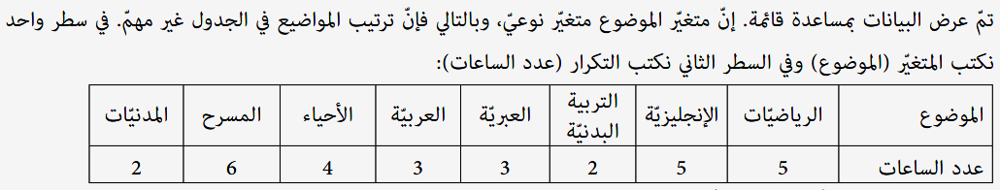 تمّ عرض البيانات بمساعدة قائمة. إنّ متغيّر الموضوع متغيّر نوعيّ، وبالتالي فإنّ ترتيب المواضيع في الجدول غير مهمّ. في سطر واحد
نكتب المتغيّر (الموضوع) وفي السطر الثاني نكتب التكرار (عدد الساعات):
الموضوع الرياضيّات الإنجليزيّة التربية البدنيّة العبريّة العربيّة الأحياء المسرح المدنيّات
عدد الساعات 5 5 2 3 3 4 6 2